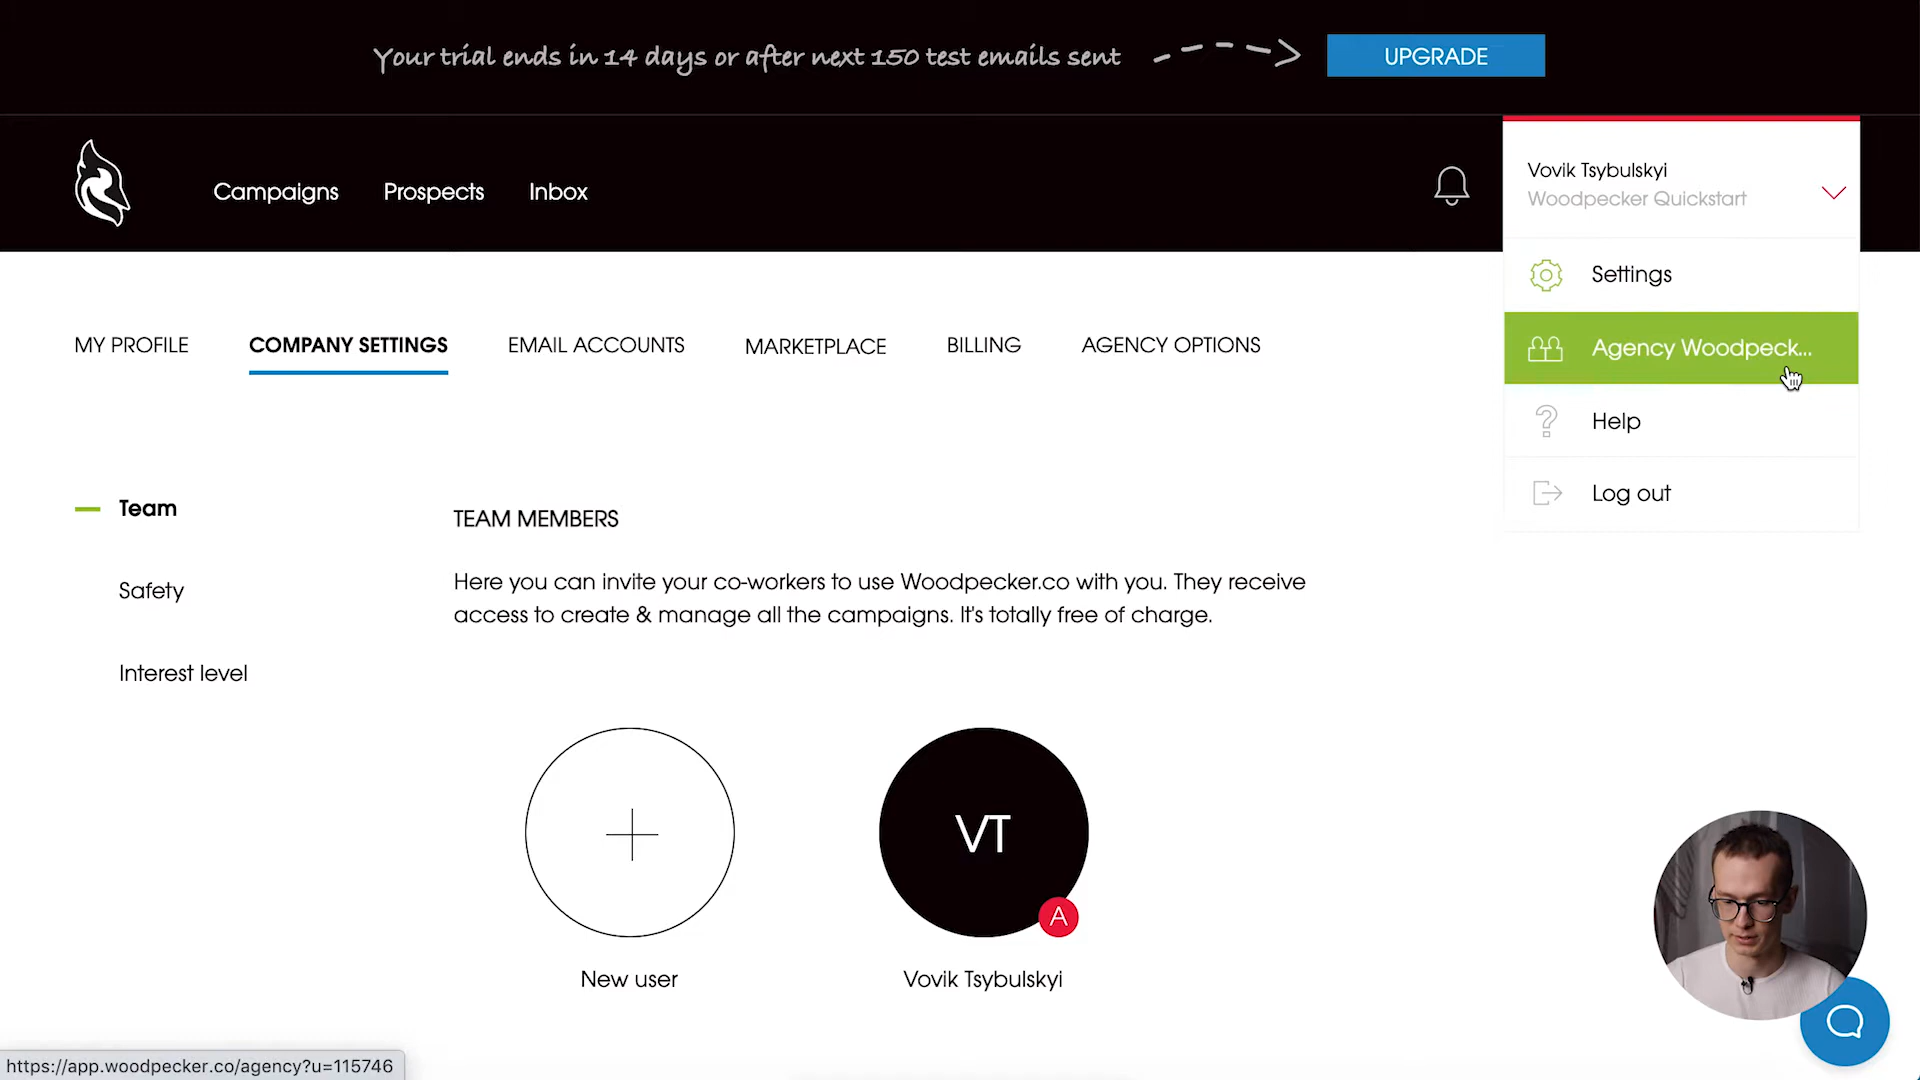 Your trial ends in 14 days or after next 150 test emails sent
UPGRADE
Campaigns
Prospects
Inbox
Vovik Tsybulskyi
Woodpecker Quickstart
Settings
Agency Woodpeck...
Help
Log out
MY PROFILE
COMPANY SETTINGS
EMAIL ACCOUNTS
MARKETPLACE
BILLING
AGENCY OPTIONS
Team
Safety
Interest level
TEAM MEMBERS
Here you can invite your co-workers to use Woodpecker.co with you. They receive
access to create & manage all the campaigns. It's totally free of charge.
VT
A
New user
Vovik Tsybulskyi
https://app.woodpecker.co/agency?u=115746